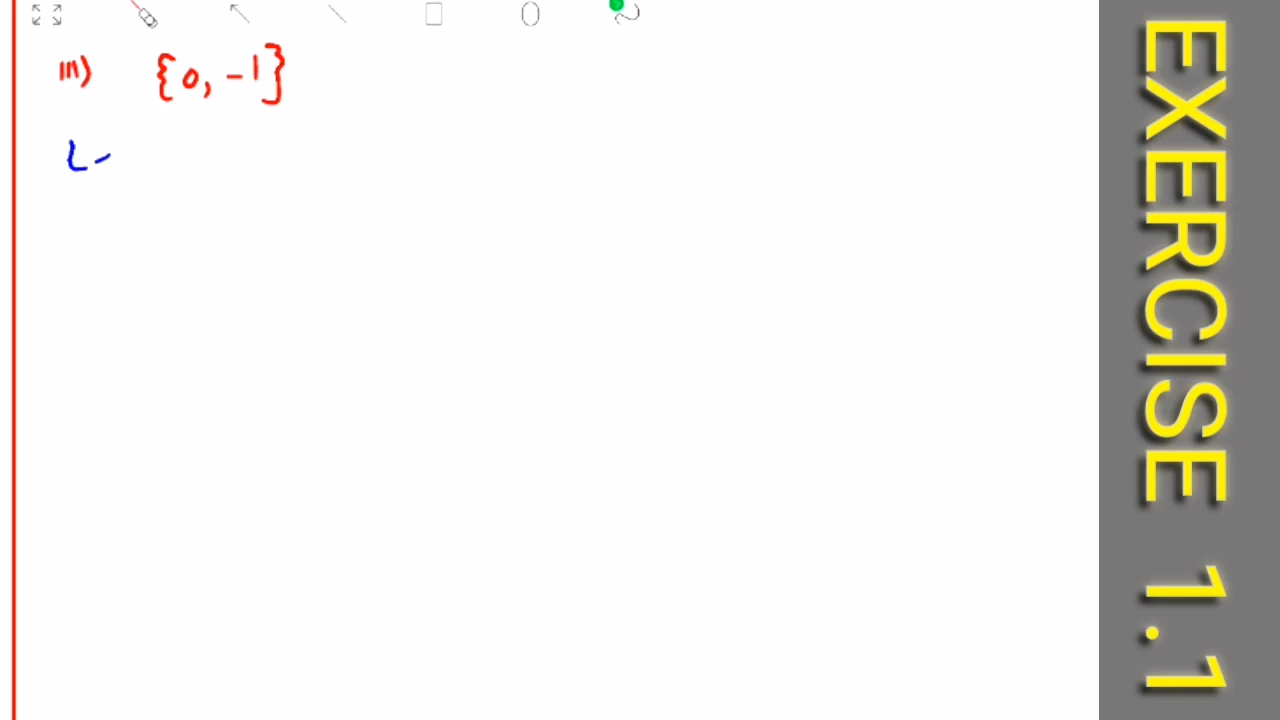 III) {0, -1}
EXERCISE 1.1